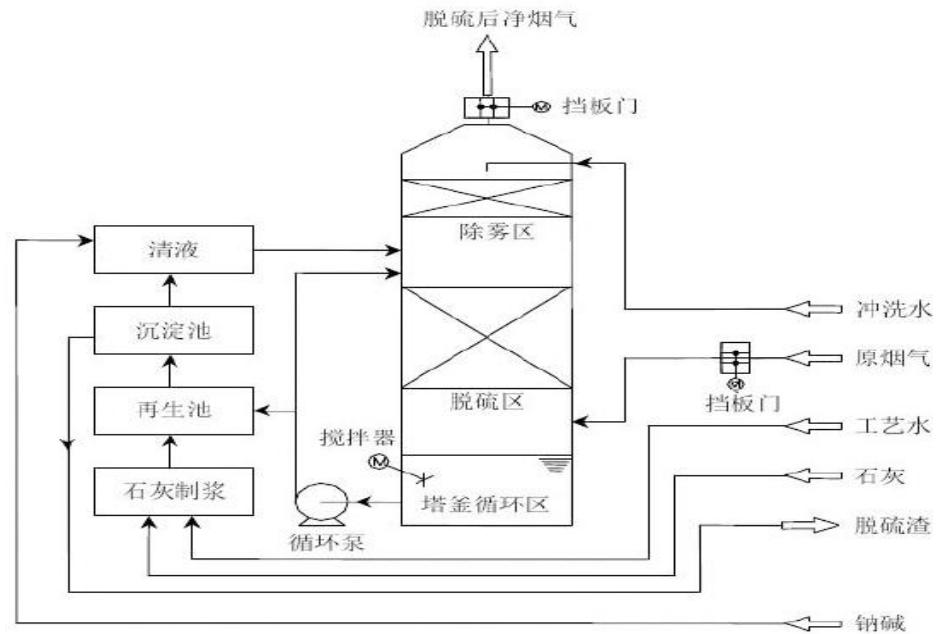 脱硫后净烟气
M
挡板门
除雾区
清液
沉淀池
冲洗水
原烟气
M
挡板门
再生池
脱硫区
搅拌器
M
工艺水
石灰制浆
塔釜循环区
石灰
循环泵
脱硫渣
钠碱